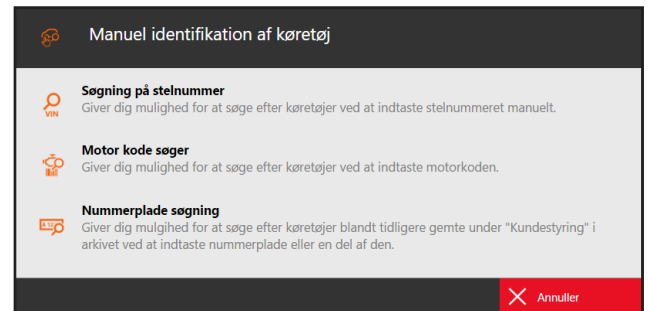 Manuel identifikation af køretøj
Søgning på stelnummer
Giver dig mulighed for at søge efter køretøjer ved at indtaste stelnummeret manuelt.
VIN
Motor kode søger
Giver dig mulighed for at søge efter køretøjer ved at indtaste motorkoden.
Nummerplade søgning
Giver dig mulgihed for at søge efter køretøjer blandt tidligere gemte under "Kundestyring" i
arkivet ved at indtaste nummerplade eller en del af den.
Annuller